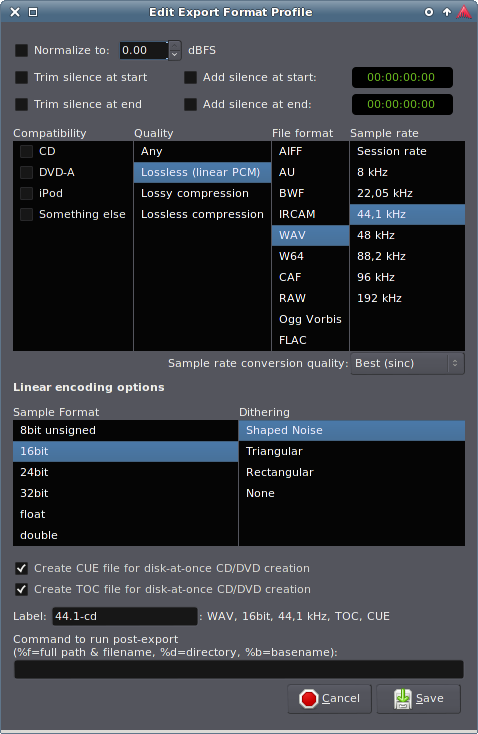 Edit Export Format Profile
Normalize to: 0.00 dBFS
Trim silence at start Add silence at start: 00:00:00:00
Trim silence at end Add silence at end: 00:00:00:00
Compatibility Quality File format Sample rate
CD Any AIFF Session rate
DVD-A Lossless (linear PCM) AU 8 kHz
iPod Lossy compression BWF 22,05 kHz
Something else Lossless compression IRCAM 44,1 kHz
WAV 48 kHz
W64 88,2 kHz
CAF 96 kHz
RAW 192 kHz
Ogg Vorbis
FLAC
Sample rate conversion quality: Best (sinc)
Linear encoding options
Sample Format Dithering
8bit unsigned Shaped Noise
16bit Triangular
24bit Rectangular
32bit None
float
double
Create CUE file for disk-at-once CD/DVD creation
Create TOC file for disk-at-once CD/DVD creation
Label: 44.1-cd : WAV, 16bit, 44,1 kHz, TOC, CUE
Command to run post-export
(%f=full path & filename, %d=directory, %b=basename):
Cancel Save